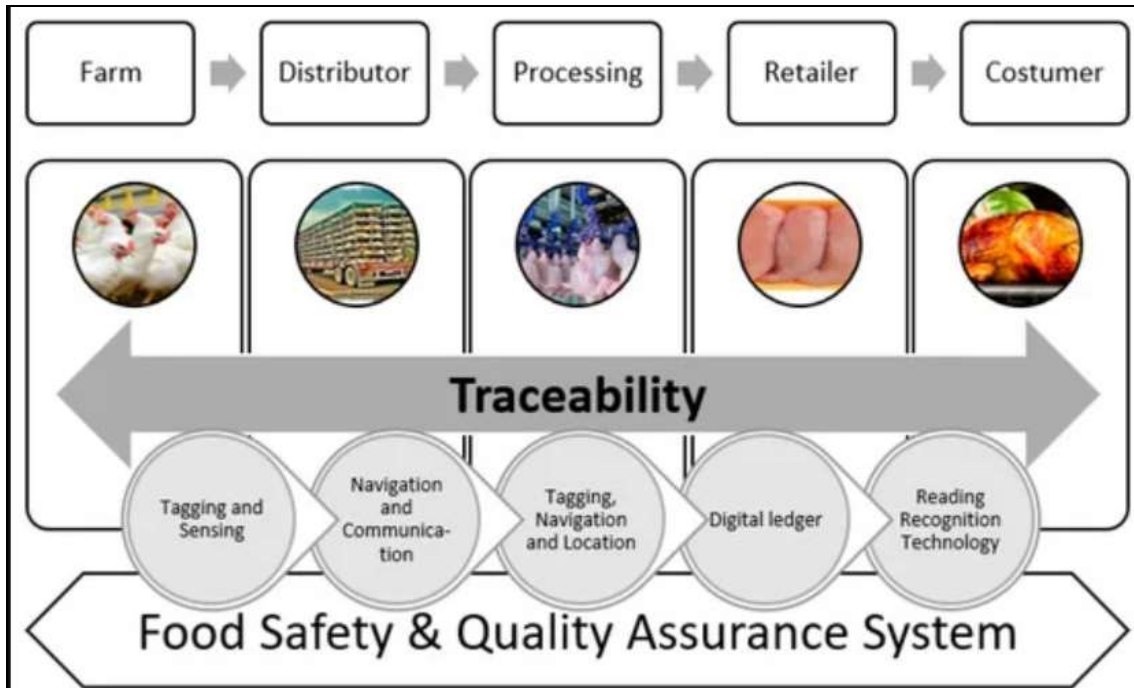 Farm
Distributor
Processing
Retailer
Costumer
Traceability
Tagging and
Sensing
Navigation
and
Communica-
tion
Tagging,
Navigation
and Location
Digital ledger
Reading
Recognition
Technology
Food Safety & Quality Assurance System